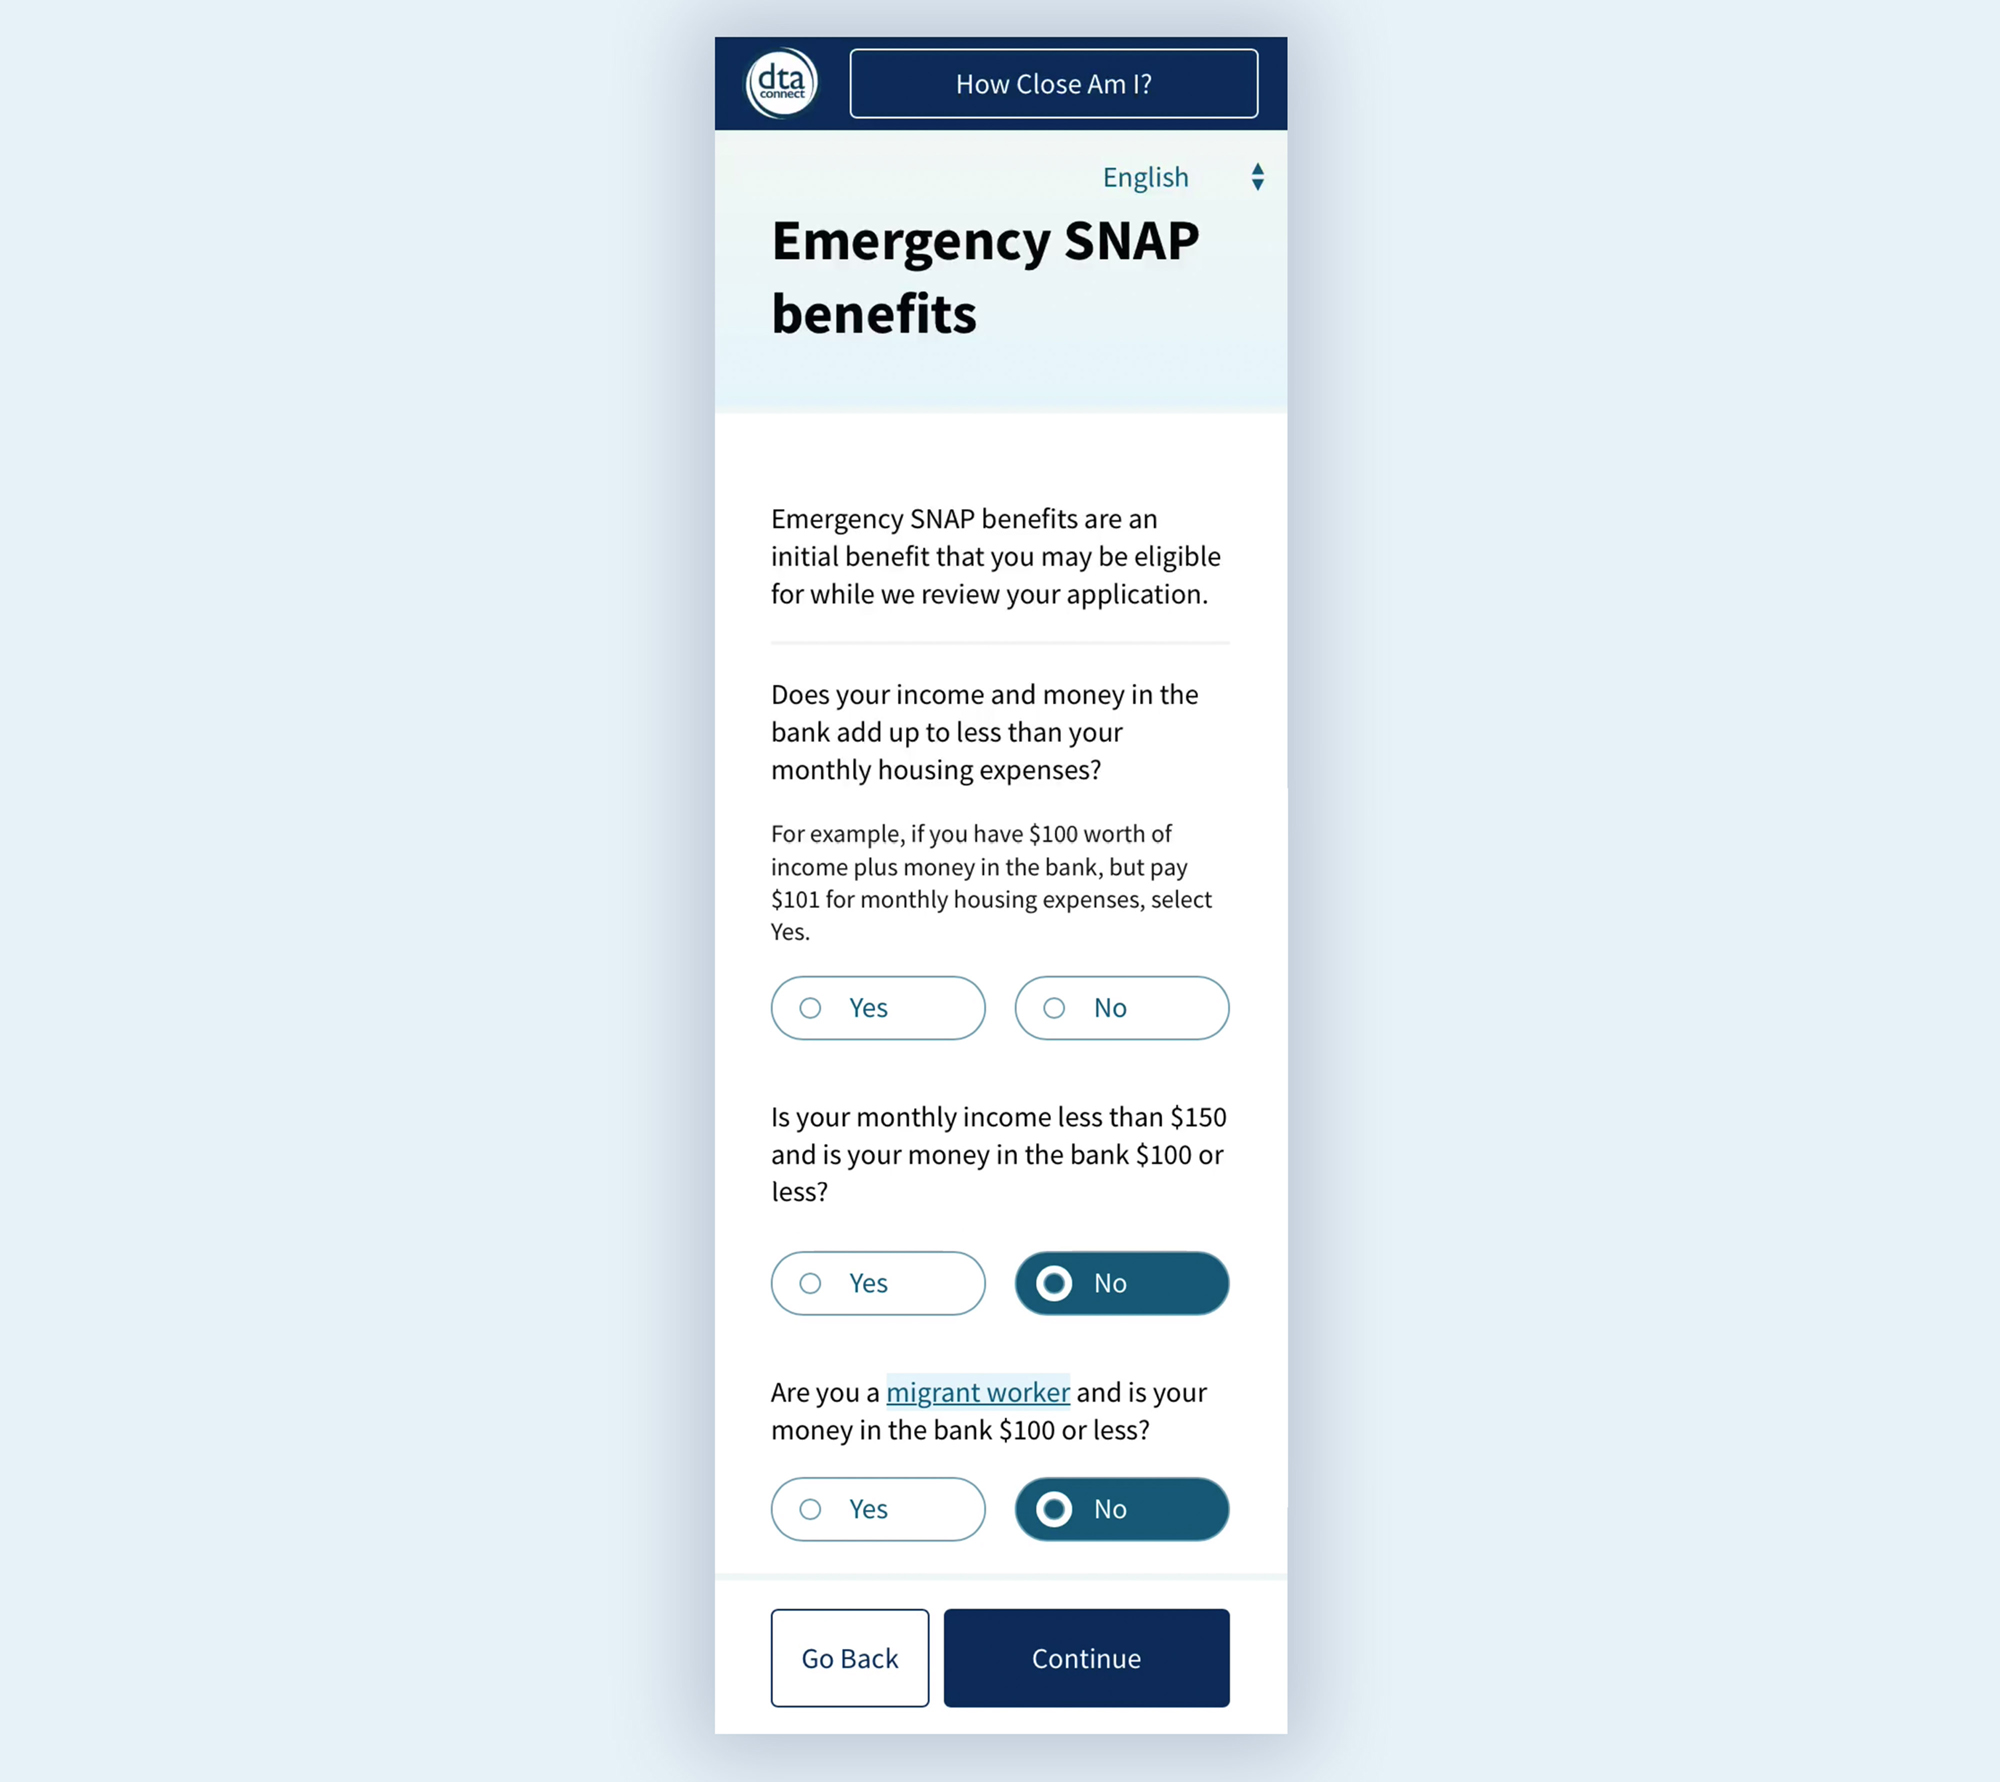 dta
connect
How Close Am I?
English
Emergency SNAP
benefits
Emergency SNAP benefits are an
initial benefit that you may be eligible
for while we review your application.
Does your income and money in the
bank add up to less than your
monthly housing expenses?
For example, if you have $100 worth of
income plus money in the bank, but pay
$101 for monthly housing expenses, select
Yes.
Yes No
Is your monthly income less than $150
and is your money in the bank $100 or
less?
Yes No
Are you a migrant worker and is your
money in the bank $100 or less?
Yes No
Go Back Continue